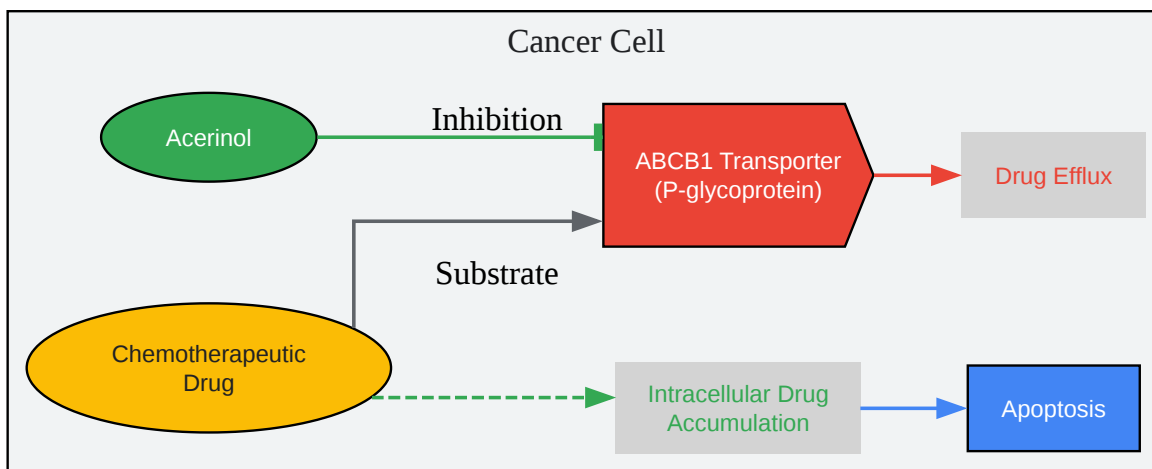 Cancer Cell
Acerinol
Inhibition
ABCB1 Transporter
(P-glycoprotein)
Drug Efflux
Substrate
Chemotherapeutic
Drug
Intracellular Drug
Accumulation
Apoptosis